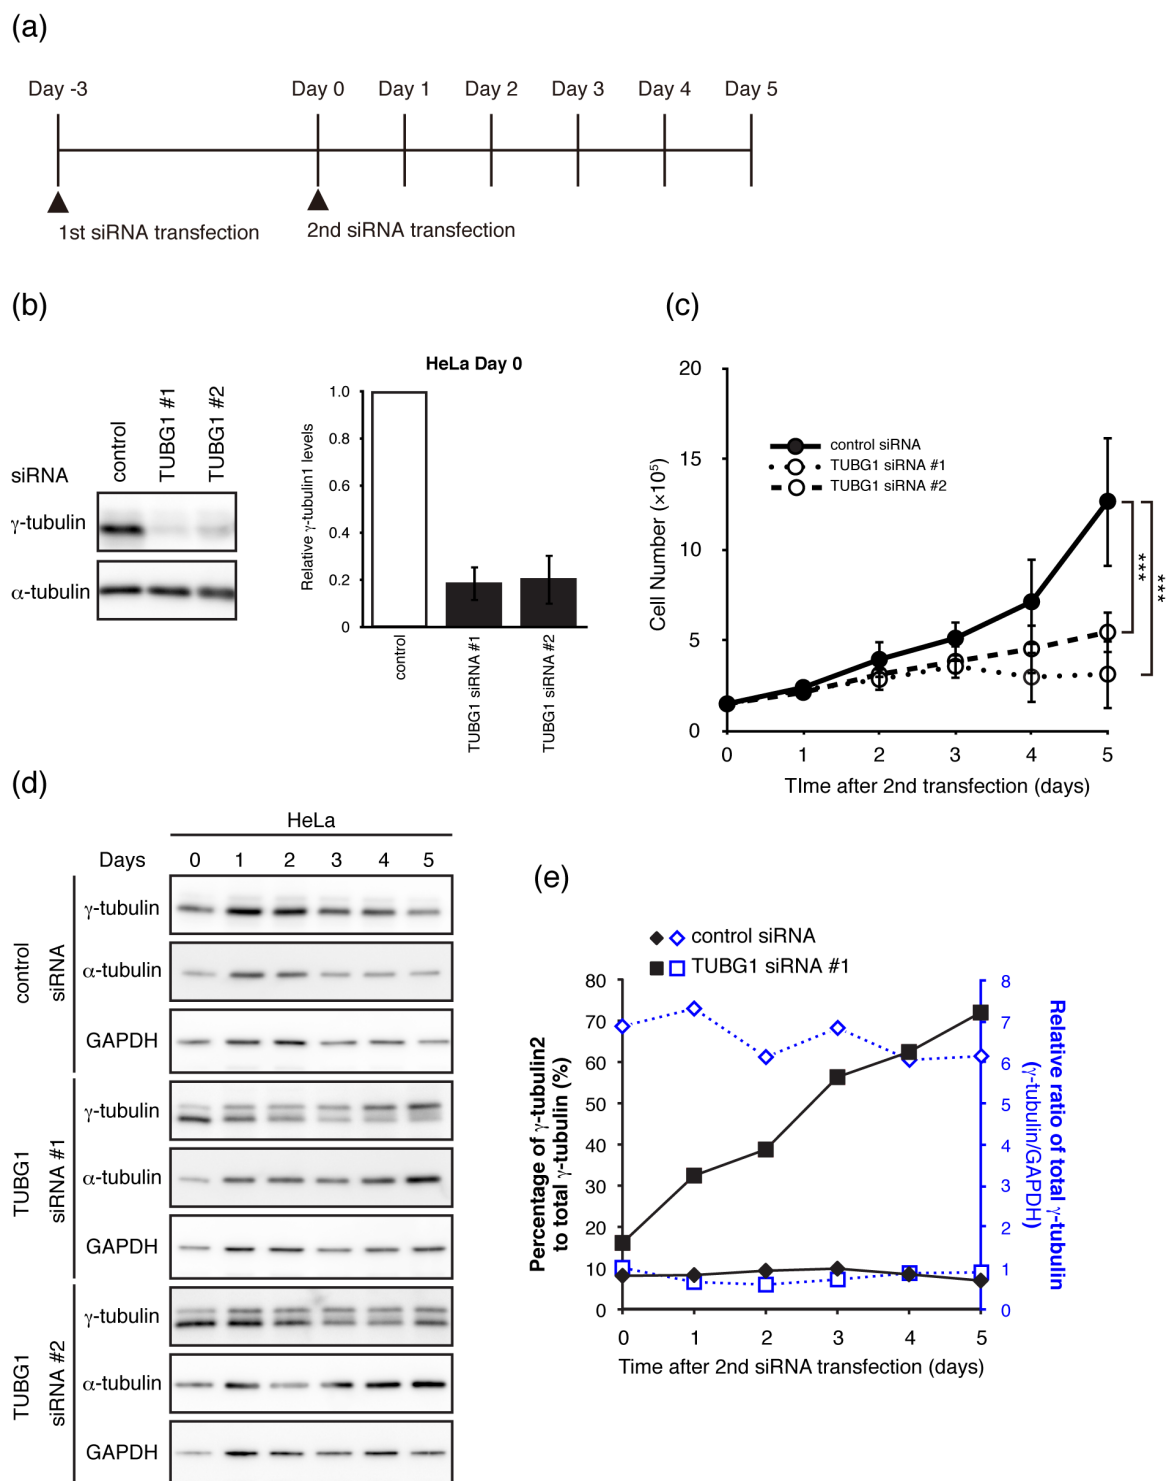 (a)
Day -3 Day 0 Day 1 Day 2 Day 3 Day 4 Day 5
1st siRNA transfection
2nd siRNA transfection
(b)
siRNA
control
TUBG1 #1
TUBG1 #2
γ-tubulin
α-tubulin
HeLa Day 0
Relative γ-tubulin1 levels
1.0
0.8
0.6
0.4
0.2
0
control
TUBG1 siRNA #1
TUBG1 siRNA #2
(c)
Cell Number (×10⁵)
20
15
10
5
0
control siRNA
TUBG1 siRNA #1
TUBG1 siRNA #2
***
***
0 1 2 3 4 5
TIme after 2nd transfection (days)
(d)
HeLa
Days 0 1 2 3 4 5
control
siRNA
γ-tubulin
α-tubulin
GAPDH
TUBG1
siRNA #1
γ-tubulin
α-tubulin
GAPDH
TUBG1
siRNA #2
γ-tubulin
α-tubulin
GAPDH
(e)
control siRNA
TUBG1 siRNA #1
Percentage of γ-tubulin2
to total γ-tubulin (%)
80
70
60
50
40
30
20
10
0
8
7
6
5
4
3
2
1
0
Relative ratio of total γ-tubulin
(γ-tubulin/GAPDH)
0 1 2 3 4 5
Time after 2nd siRNA transfection (days)